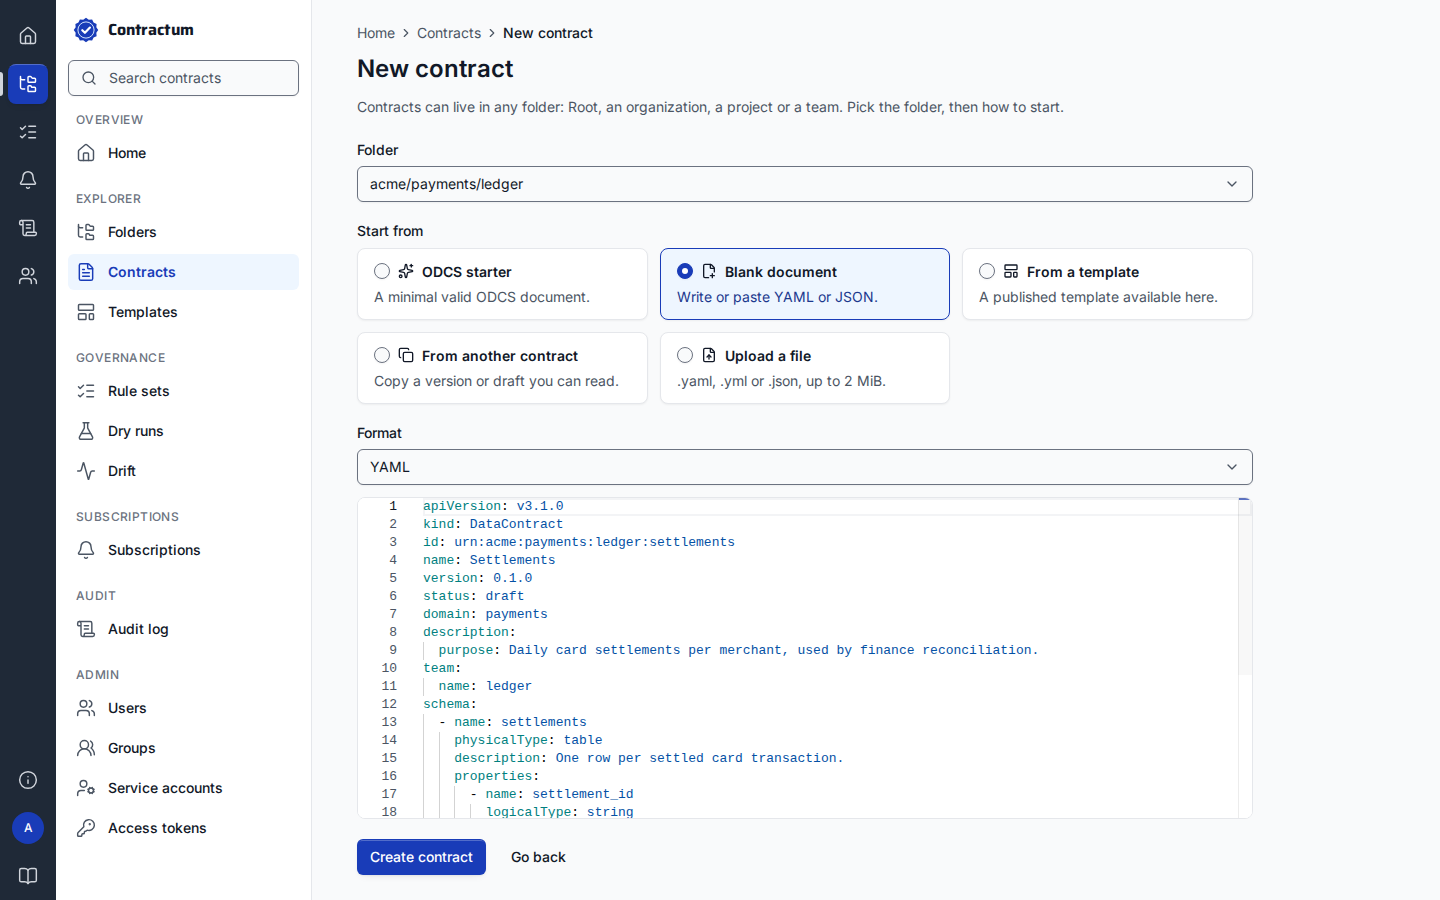 Contractum
Search contracts
OVERVIEW
Home
EXPLORER
Folders
Contracts
Templates
GOVERNANCE
Rule sets
Dry runs
Drift
SUBSCRIPTIONS
Subscriptions
AUDIT
Audit log
ADMIN
Users
Groups
Service accounts
Access tokens
A
Home > Contracts > New contract
New contract
Contracts can live in any folder: Root, an organization, a project or a team. Pick the folder, then how to start.
Folder
acme/payments/ledger
Start from
ODCS starter
A minimal valid ODCS document.
Blank document
Write or paste YAML or JSON.
From a template
A published template available here.
From another contract
Copy a version or draft you can read.
Upload a file
.yaml, .yml or .json, up to 2 MiB.
Format
YAML
1 apiVersion: v3.1.0
2 kind: DataContract
3 id: urn:acme:payments:ledger:settlements
4 name: Settlements
5 version: 0.1.0
6 status: draft
7 domain: payments
8 description:
9 purpose: Daily card settlements per merchant, used by finance reconciliation.
10 team:
11 name: ledger
12 schema:
13 - name: settlements
14 physicalType: table
15 description: One row per settled card transaction.
16 properties:
17 - name: settlement_id
18 logicalType: string
Create contract
Go back